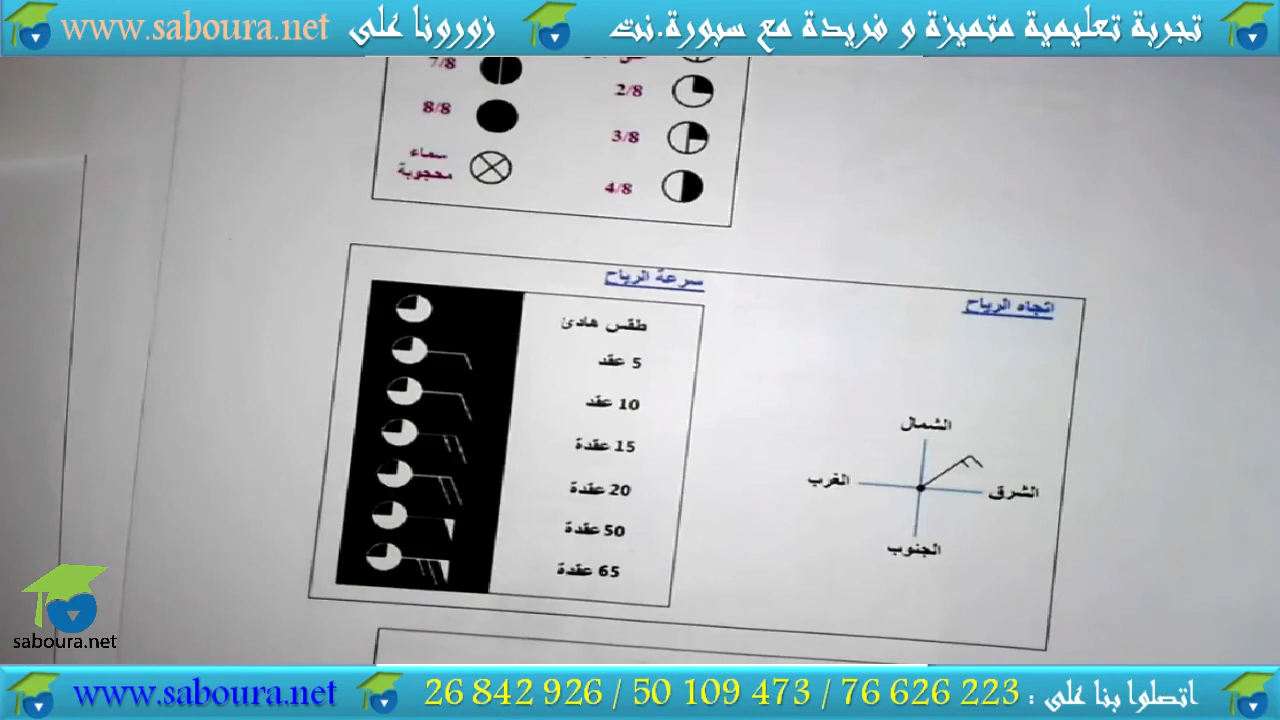 تجربة تعليمية متميزة و فريدة مع سبورة.نت
زورونا على www.saboura.net
2/8
3/8
4/8
7/8
8/8
سماء
محجوبة
سرعة الرياح
طقس هادئ
5 عقد
10 عقد
15 عقدة
20 عقدة
50 عقدة
65 عقدة
اتجاه الرياح
الشمال
الشرق
الغرب
الجنوب
saboura.net
اتصلوا بنا على : 26 842 926 / 50 109 473 / 76 626 223
www.saboura.net